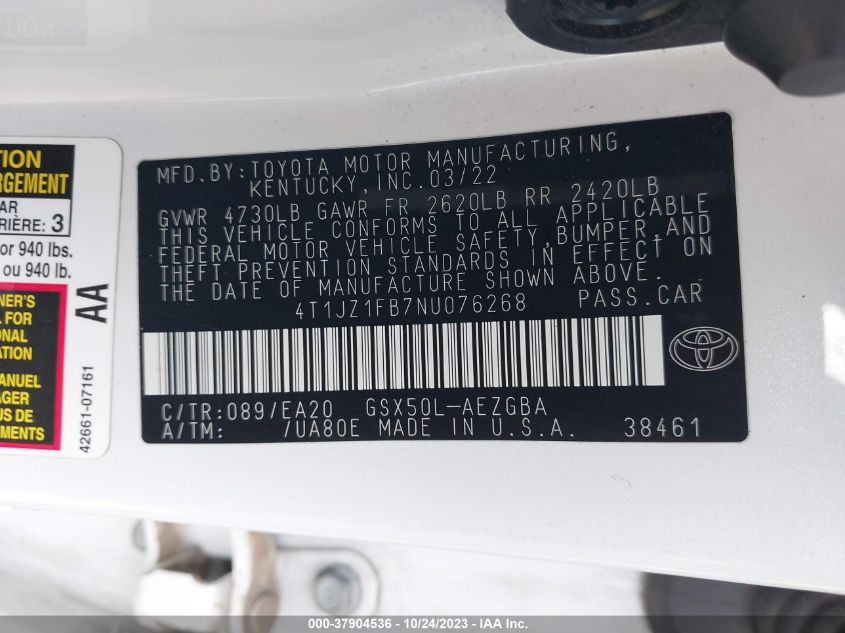 TION
RGEMENT
AR
RIÈRE: 3
or 940 lbs.
ou 940 lb.
NER'S
FOR
ONAL
ATION
ANUEL
US DE
MENTS
AA
42661-07161
MFD.BY:TOYOTA MOTOR MANUFACTURING,
KENTUCKY,INC.03/22
GVWR 4730LB GAWR FR 2620LB RR 2420LB
THIS VEHICLE CONFORMS TO ALL APPLICABLE
FEDERAL MOTOR VEHICLE SAFETY,BUMPER,AND
THEFT PREVENTION STANDARDS IN EFFECT ON
THE DATE OF MANUFACTURE SHOWN ABOVE.
4T1JZ1FB7NU076268 PASS.CAR
C/TR:089/EA20 GSX50L-AEZGBA
A/TM: /UA80E MADE IN U.S.A. 38461
000-37904536 - 10/24/2023 - IAA Inc.